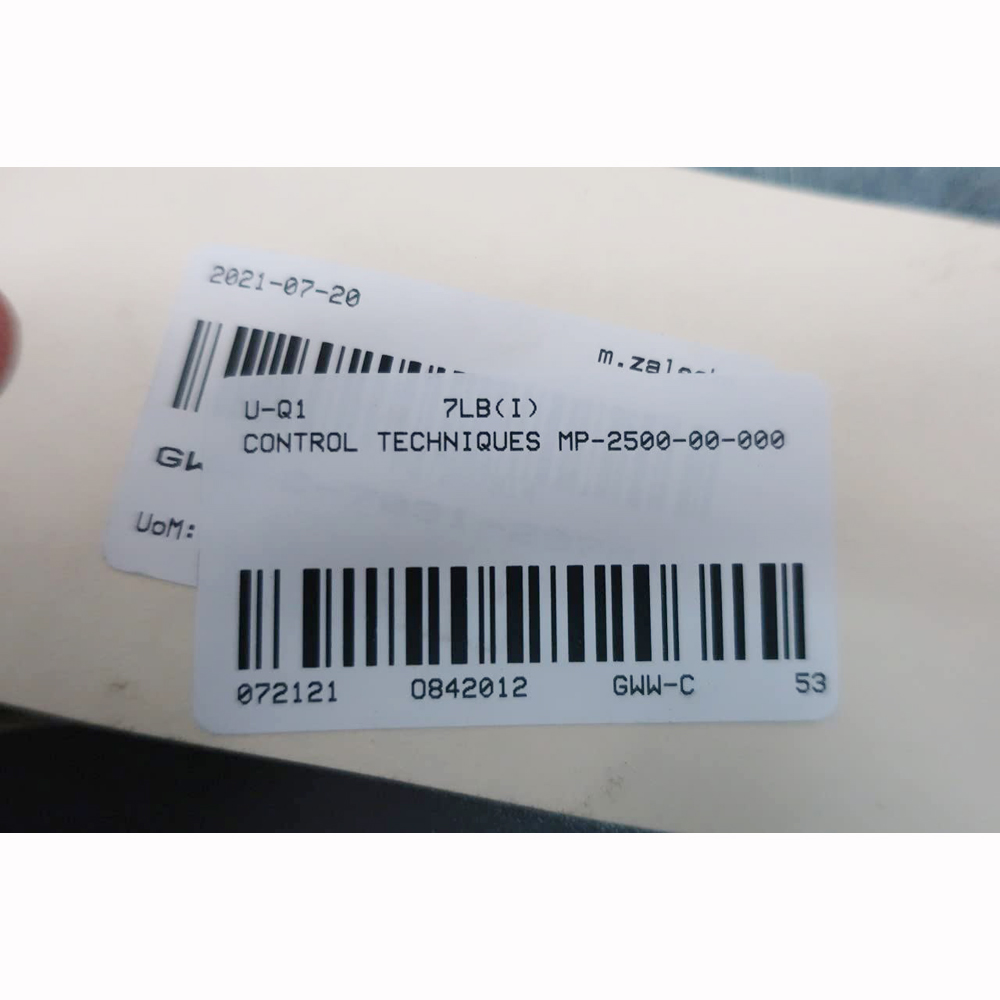 2021-07-20
U-Q1 7LB(I)
CONTROL TECHNIQUES MP-2500-00-000
UoM:
072121 0842012 GWW-C 53